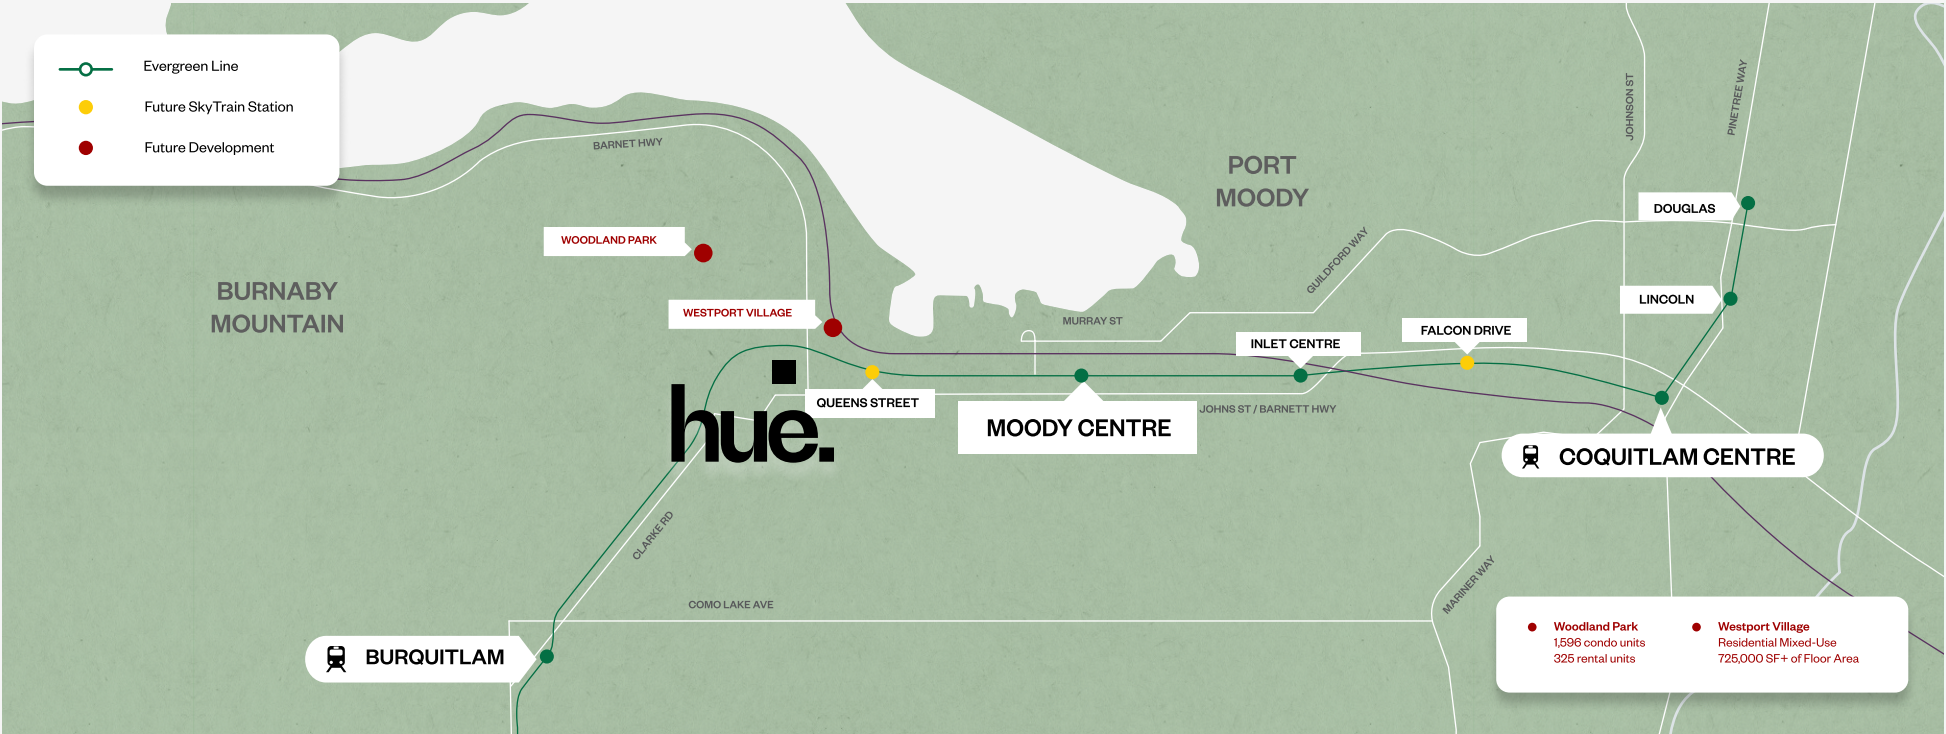 Evergreen Line
Future SkyTrain Station
Future Development
BARNET HWY
JOHNSON ST
PINETREE WAY
PORT
MOODY
DOUGLAS
WOODLAND PARK
GUILDFORD WAY
BURNABY
MOUNTAIN
LINCOLN
WESTPORT VILLAGE
MURRAY ST
FALCON DRIVE
INLET CENTRE
QUEENS STREET
JOHNS ST / BARNETT HWY
hue.
MOODY CENTRE
COQUITLAM CENTRE
CLARKE RD
MARINER WAY
COMO LAKE AVE
BURQUITLAM
Woodland Park
1,596 condo units
325 rental units
Westport Village
Residential Mixed-Use
725,000 SF+ of Floor Area